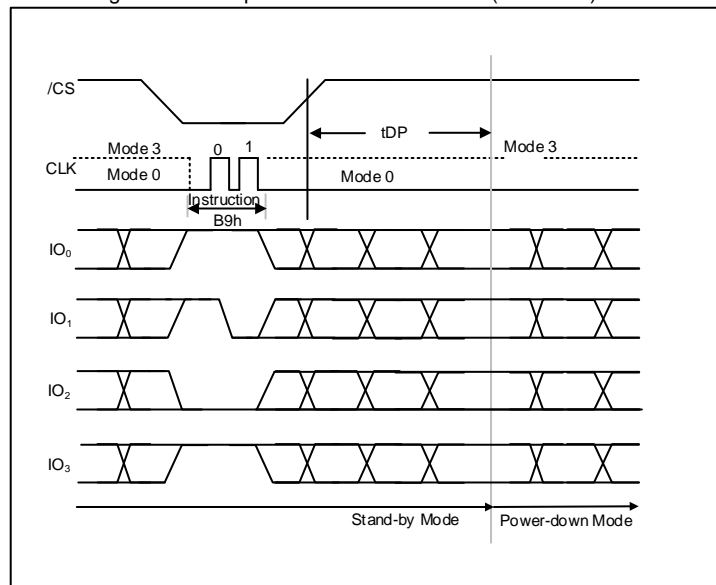 /CS
tDP
0 1
Mode 3 Mode 3
CLK
Mode 0 Mode 0
Instruction
B9h
IO₀
IO₁
IO₂
IO₃
Stand-by Mode Power-down Mode